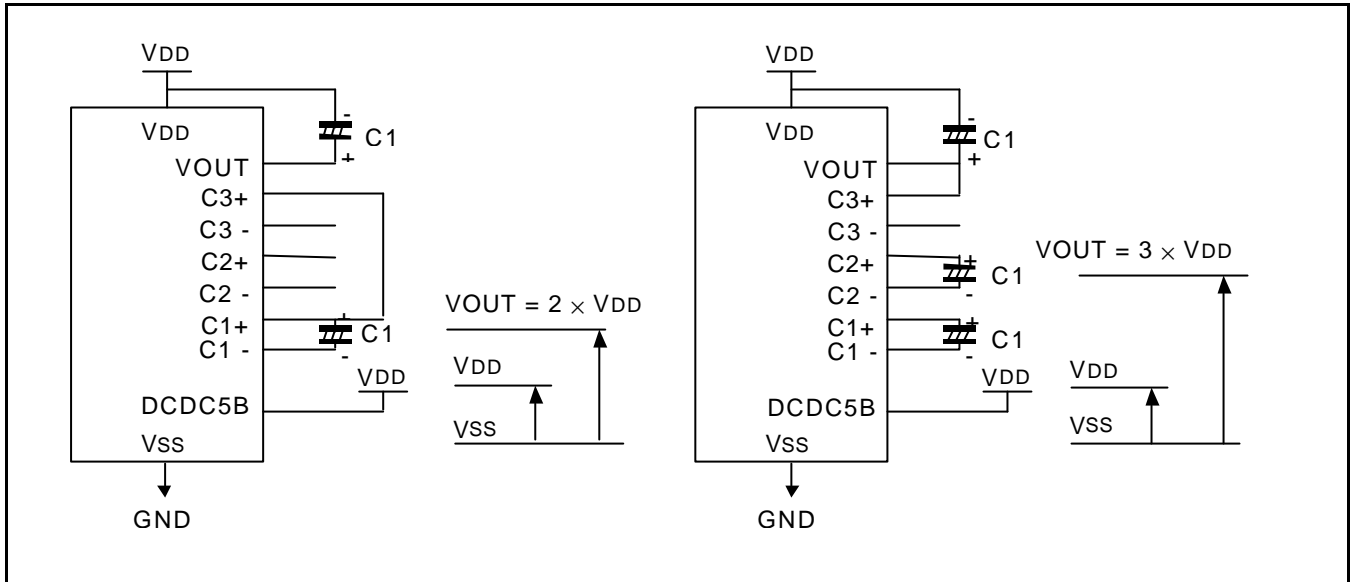 VDD
VDD
-
C1
+
VOUT
C3+
C3 -
C2+
C2 -
C1+
+
C1
C1 -
-
VDD
DCDC5B
VSS
GND
VOUT = 2 × VDD
VDD
VSS
VDD
VDD
-
C1
+
VOUT
C3+
C3 -
C2+
+
C1
C2 -
-
C1+
+
C1
C1 -
-
VDD
DCDC5B
VSS
GND
VOUT = 3 × VDD
VDD
VSS